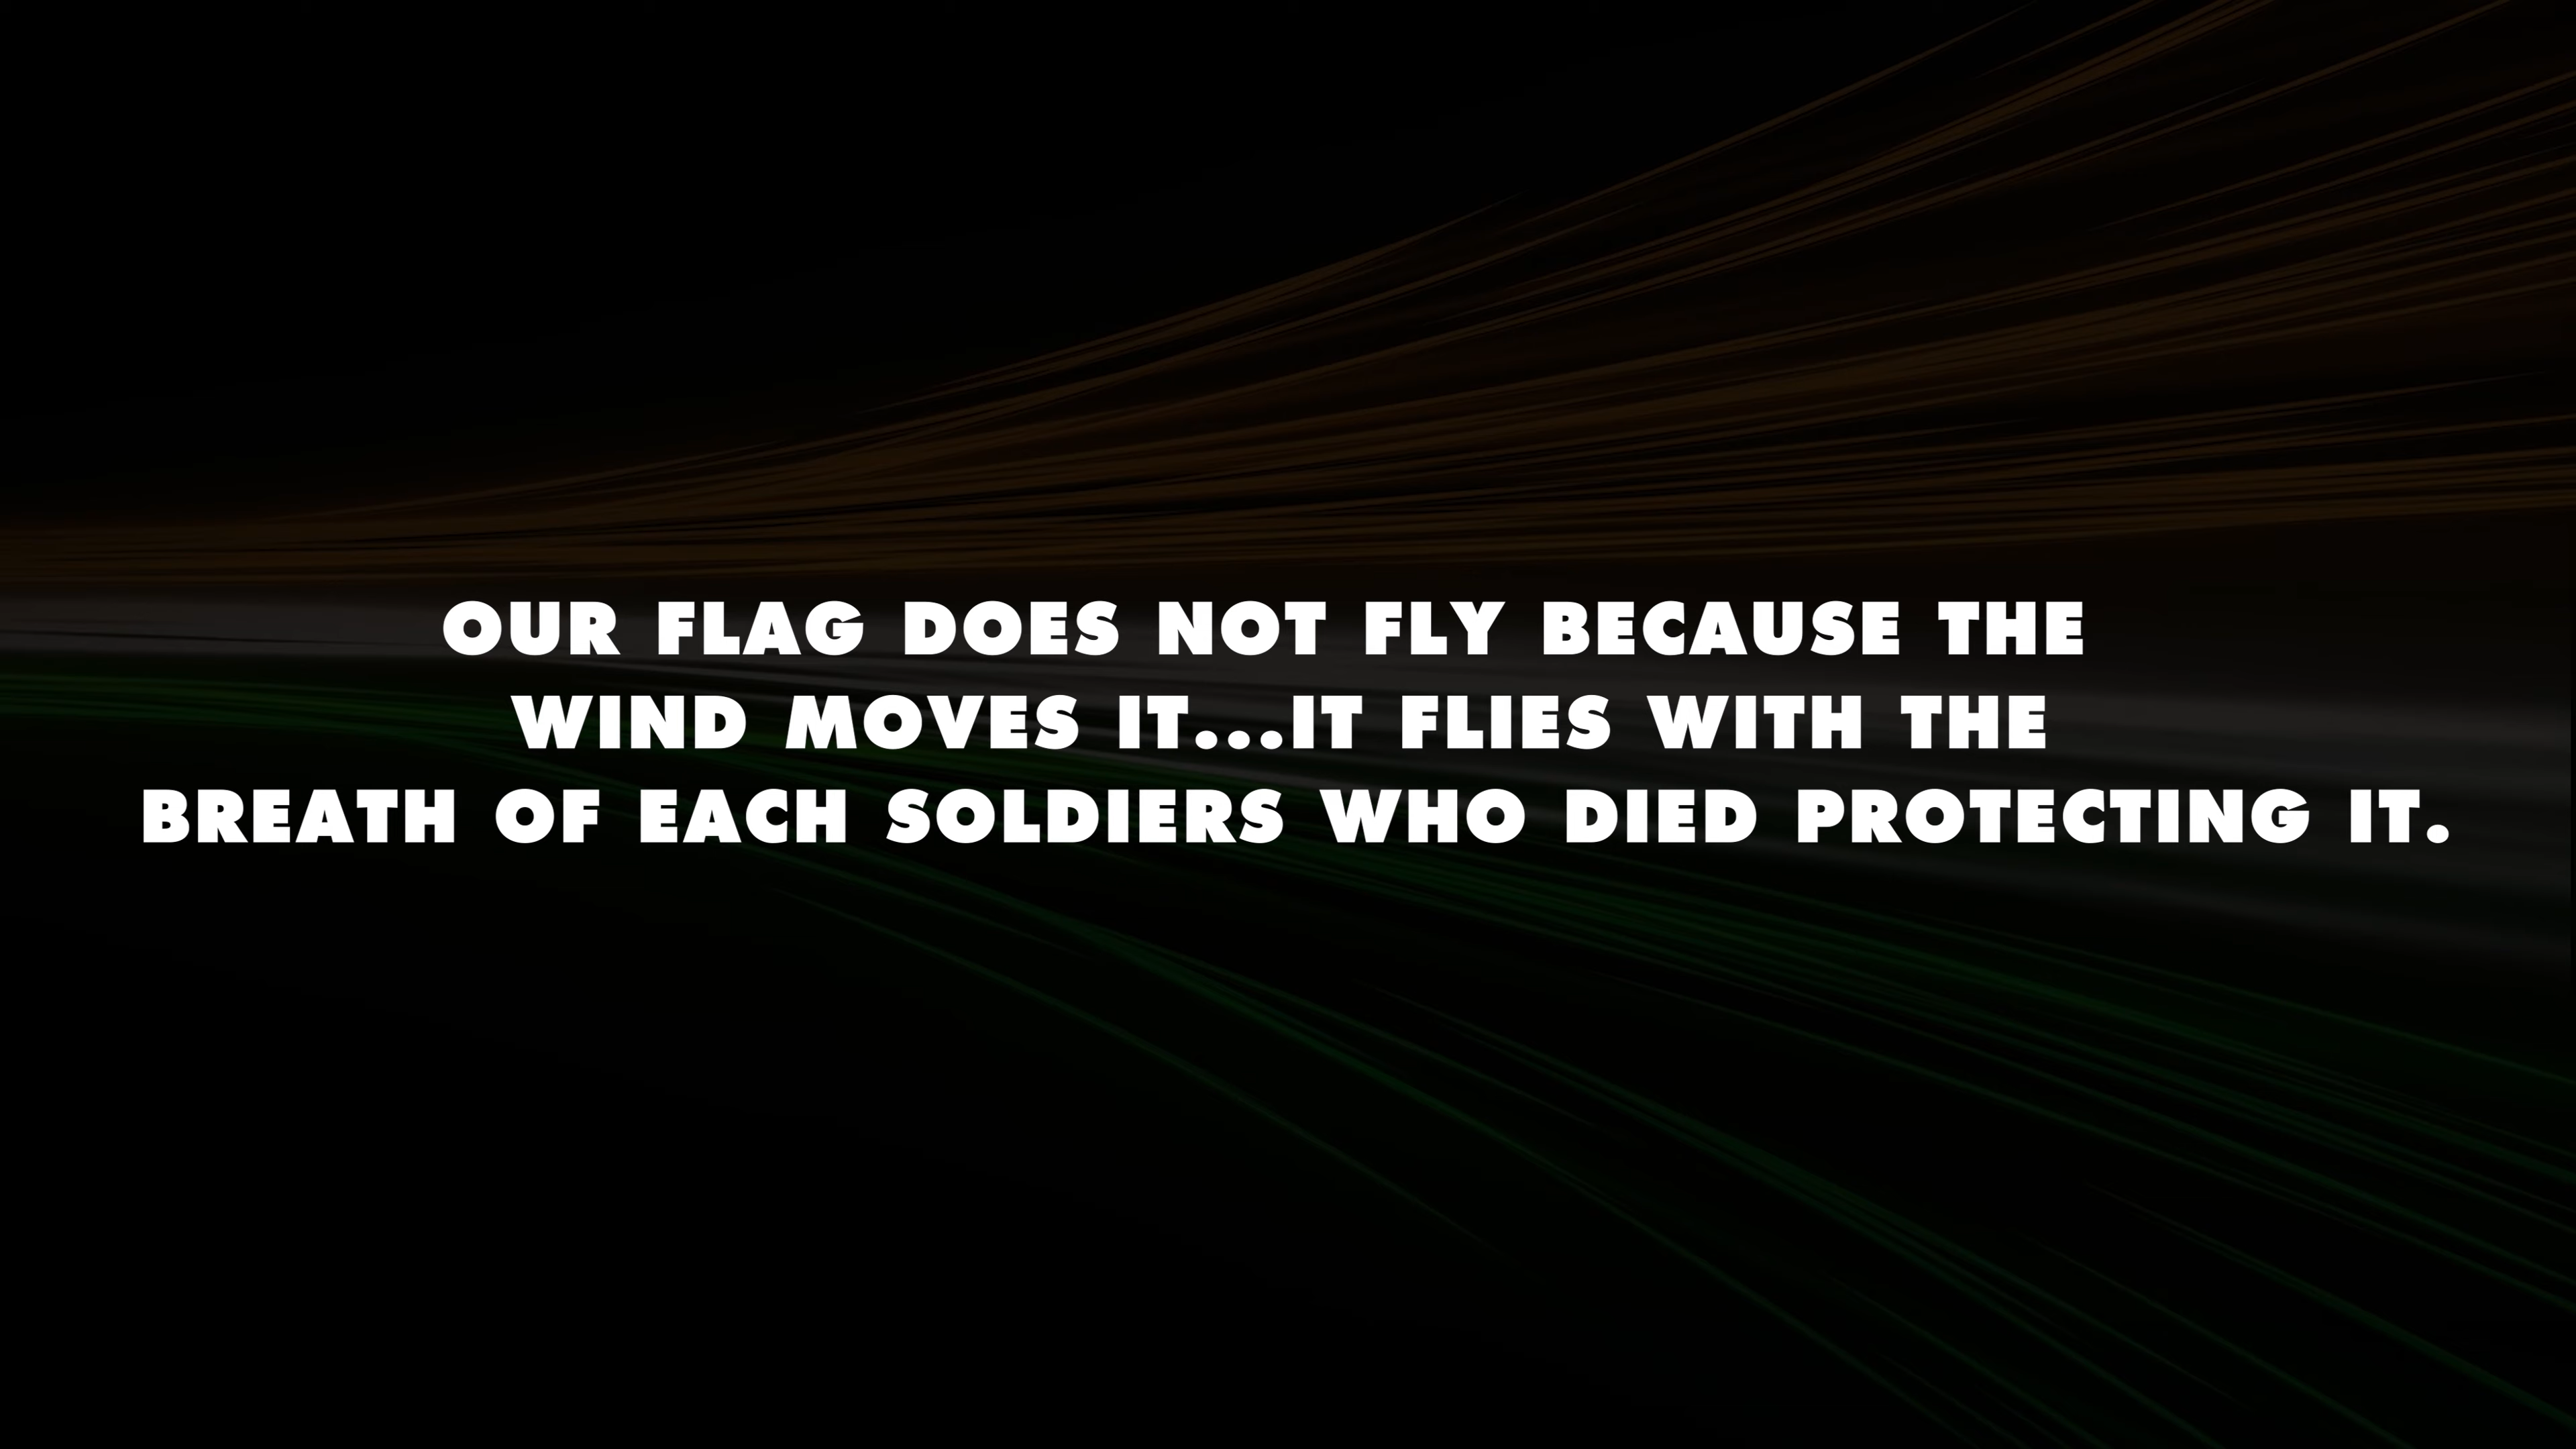 OUR FLAG DOES NOT FLY BECAUSE THE
WIND MOVES IT...IT FLIES WITH THE
BREATH OF EACH SOLDIERS WHO DIED PROTECTING IT.